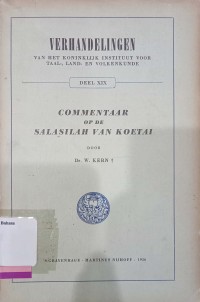 VERHANDELINGEN
VAN HET KONINKLIJK INSTITUUT VOOR
TAAL-, LAND- EN VOLKENKUNDE
DEEL XIX
COMMENTAAR
OP DE
SALASILAH VAN KOETAI
DOOR
Dr. W. KERN †
'S-GRAVENHAGE - MARTINUS NIJHOFF - 1956